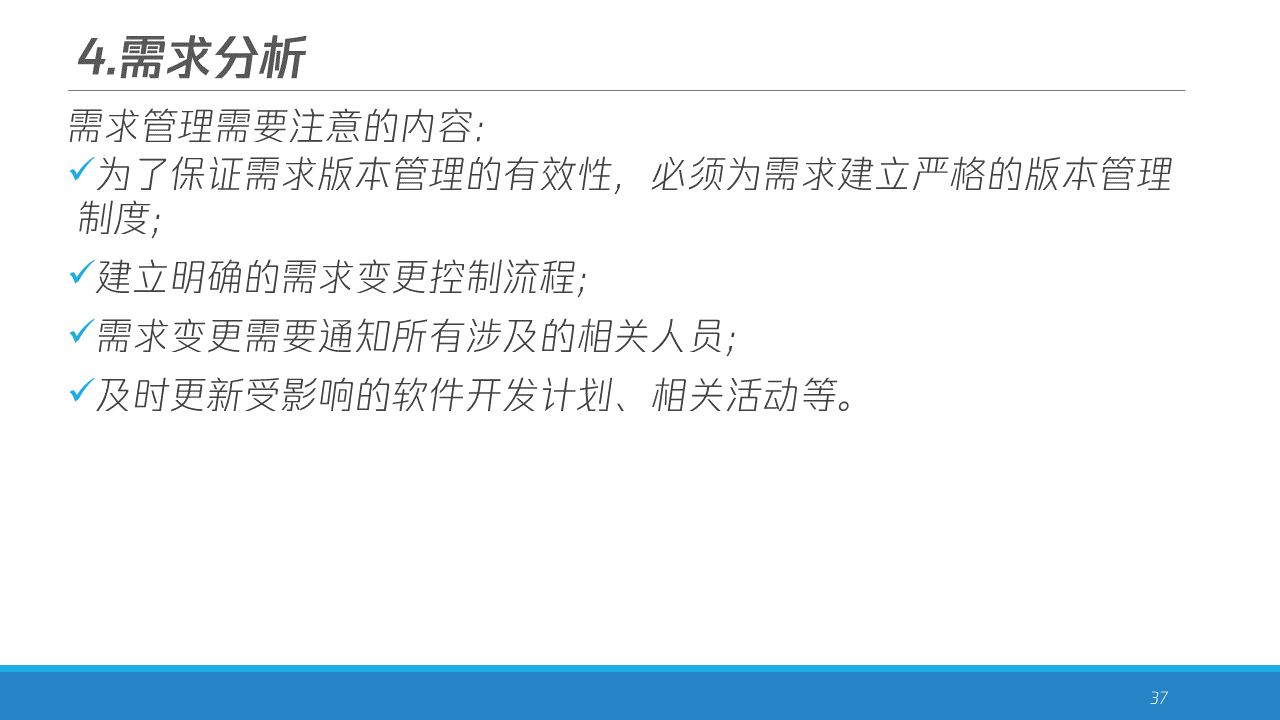 4.需求分析
需求管理需要注意的内容：
✓为了保证需求版本管理的有效性，必须为需求建立严格的版本管理
制度；
✓建立明确的需求变更控制流程；
✓需求变更需要通知所有涉及的相关人员；
✓及时更新受影响的软件开发计划、相关活动等。
37